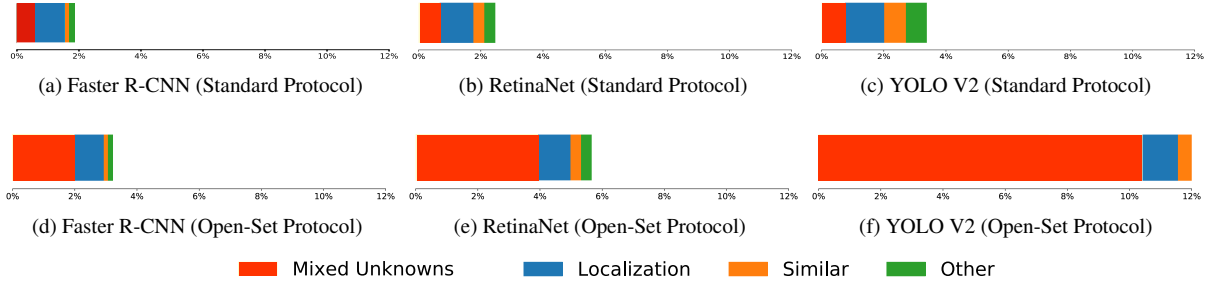 0% 2% 4% 6% 8% 10% 12% 0% 2% 4% 6% 8% 10% 12% 0% 2% 4% 6% 8% 10% 12%
(a) Faster R-CNN (Standard Protocol) (b) RetinaNet (Standard Protocol) (c) YOLO V2 (Standard Protocol)
0% 2% 4% 6% 8% 10% 12% 0% 2% 4% 6% 8% 10% 12% 0% 2% 4% 6% 8% 10% 12%
(d) Faster R-CNN (Open-Set Protocol) (e) RetinaNet (Open-Set Protocol) (f) YOLO V2 (Open-Set Protocol)
Mixed Unknowns Localization Similar Other